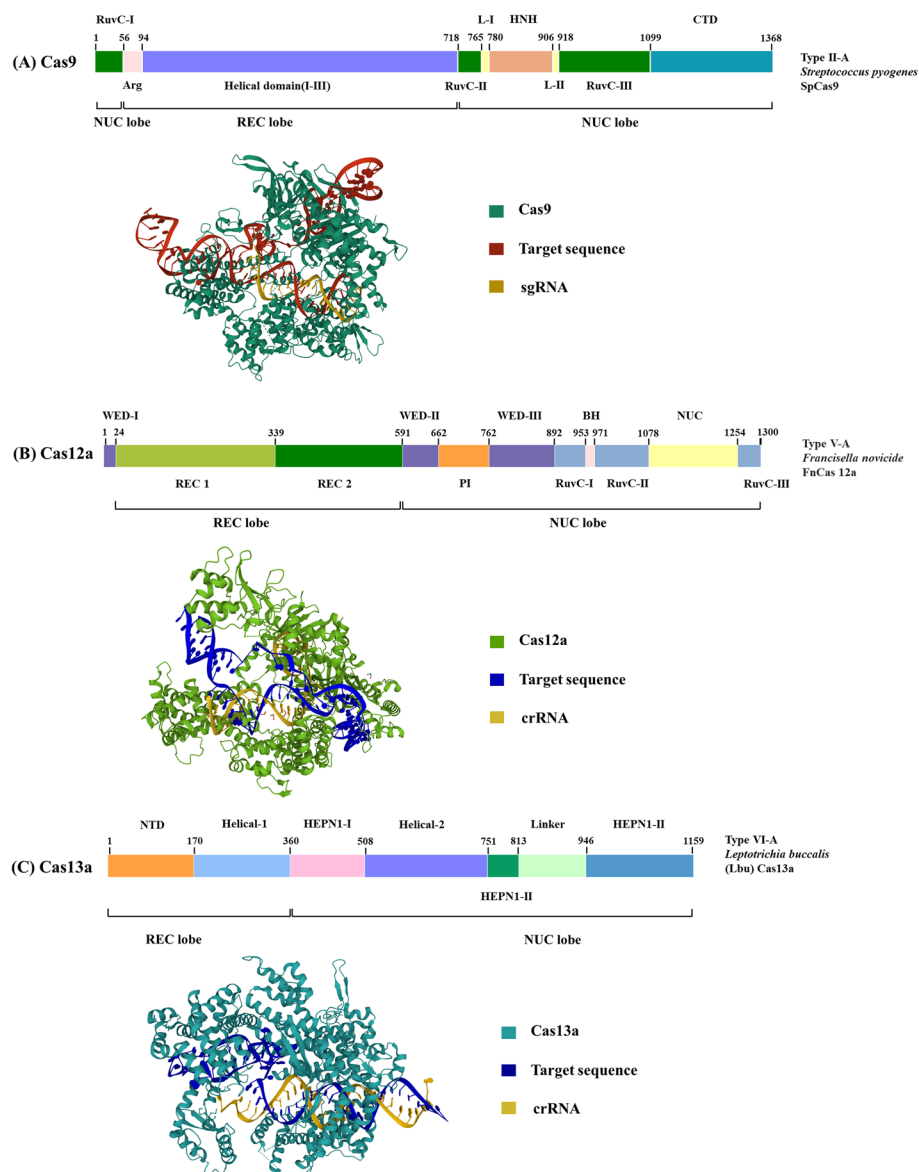 RuvC-I L-I HNH CTD
1 56 94 718 765 780 906 918 1099 1368
(A) Cas9
Type II-A
Streptococcus pyogenes
SpCas9
Arg Helical domain(I-III) RuvC-II L-II RuvC-III
NUC lobe REC lobe NUC lobe
Cas9
Target sequence
sgRNA
WED-I WED-II WED-III BH NUC
1 24 339 591 662 762 892 953 971 1078 1254 1300
(B) Cas12a
Type V-A
Francisella novicide
FnCas 12a
REC 1 REC 2 PI RuvC-I RuvC-II RuvC-III
REC lobe NUC lobe
Cas12a
Target sequence
crRNA
NTD Helical-1 HEPN1-I Helical-2 Linker HEPN1-II
1 170 360 508 751 813 946 1159
(C) Cas13a
Type VI-A
Leptotrichia buccalis
(Lbu) Cas13a
HEPN1-II
REC lobe NUC lobe
Cas13a
Target sequence
crRNA